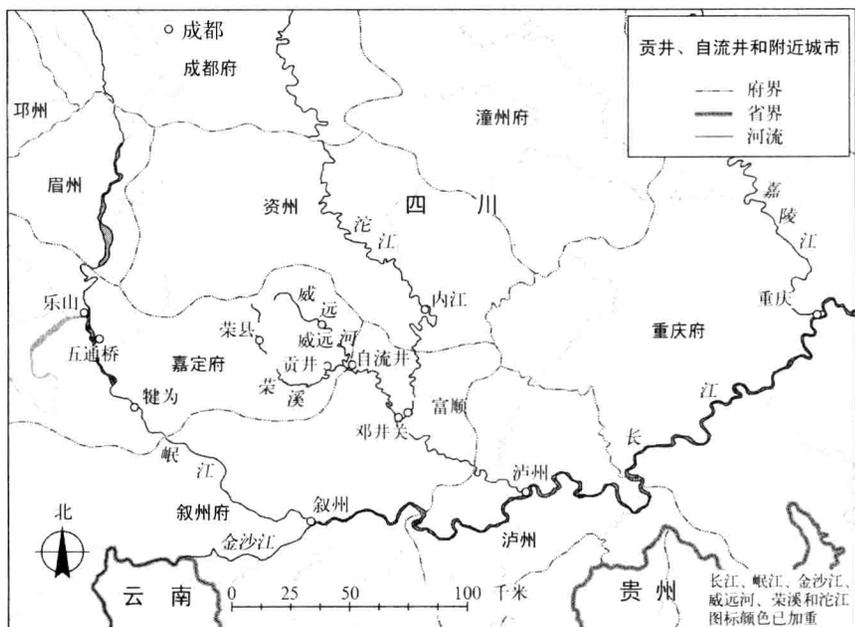 成都
成都府
贡井、自流井和附近城市
府界
省界
河流
邛州
潼州府
眉州
资州
四川
沱江
嘉陵江
乐山
威远河
内江
重庆
荣县
威远
五通桥
贡井
自流井
重庆府
嘉定府
荣溪
犍为
富顺
邓井关
长江
岷江
泸州
北
叙州府
叙州
泸州
金沙江
云南
0 25 50 100
千米
贵州
长江、岷江、金沙江、
威远河、荣溪和沱江
图标颜色已加重